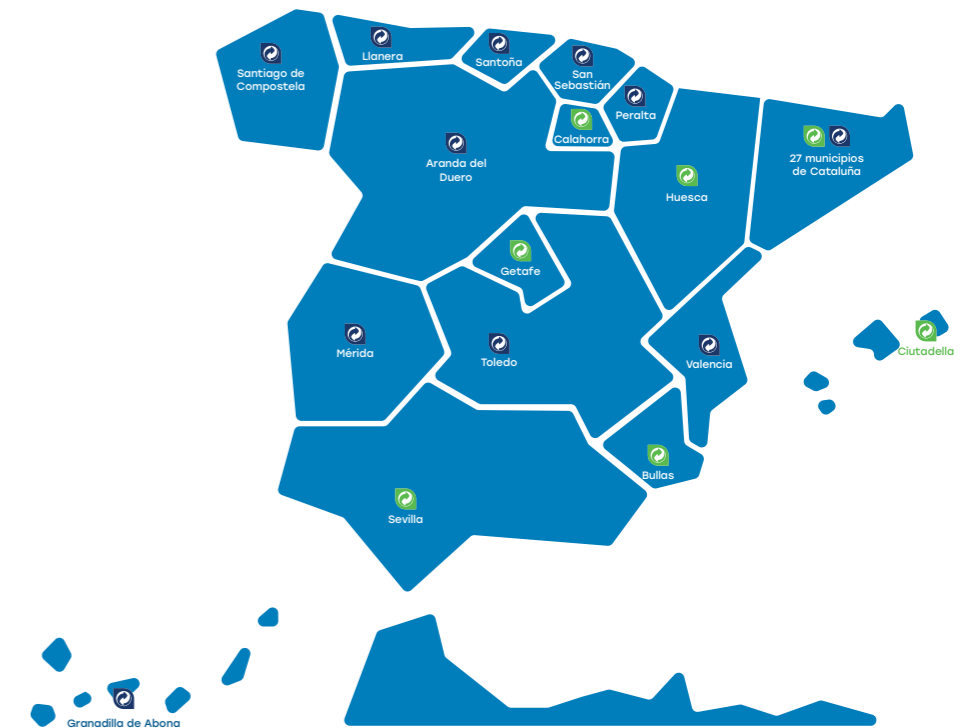 Llanera
Santoña
Santiago de
Compostela
San
Sebastián
Peralta
Calahorra
Aranda del
Duero
27 municipios
de Cataluña
Huesca
Getafe
Ciutadella
Mérida
Toledo
Valencia
Bullas
Sevilla
Granadilla de Abona